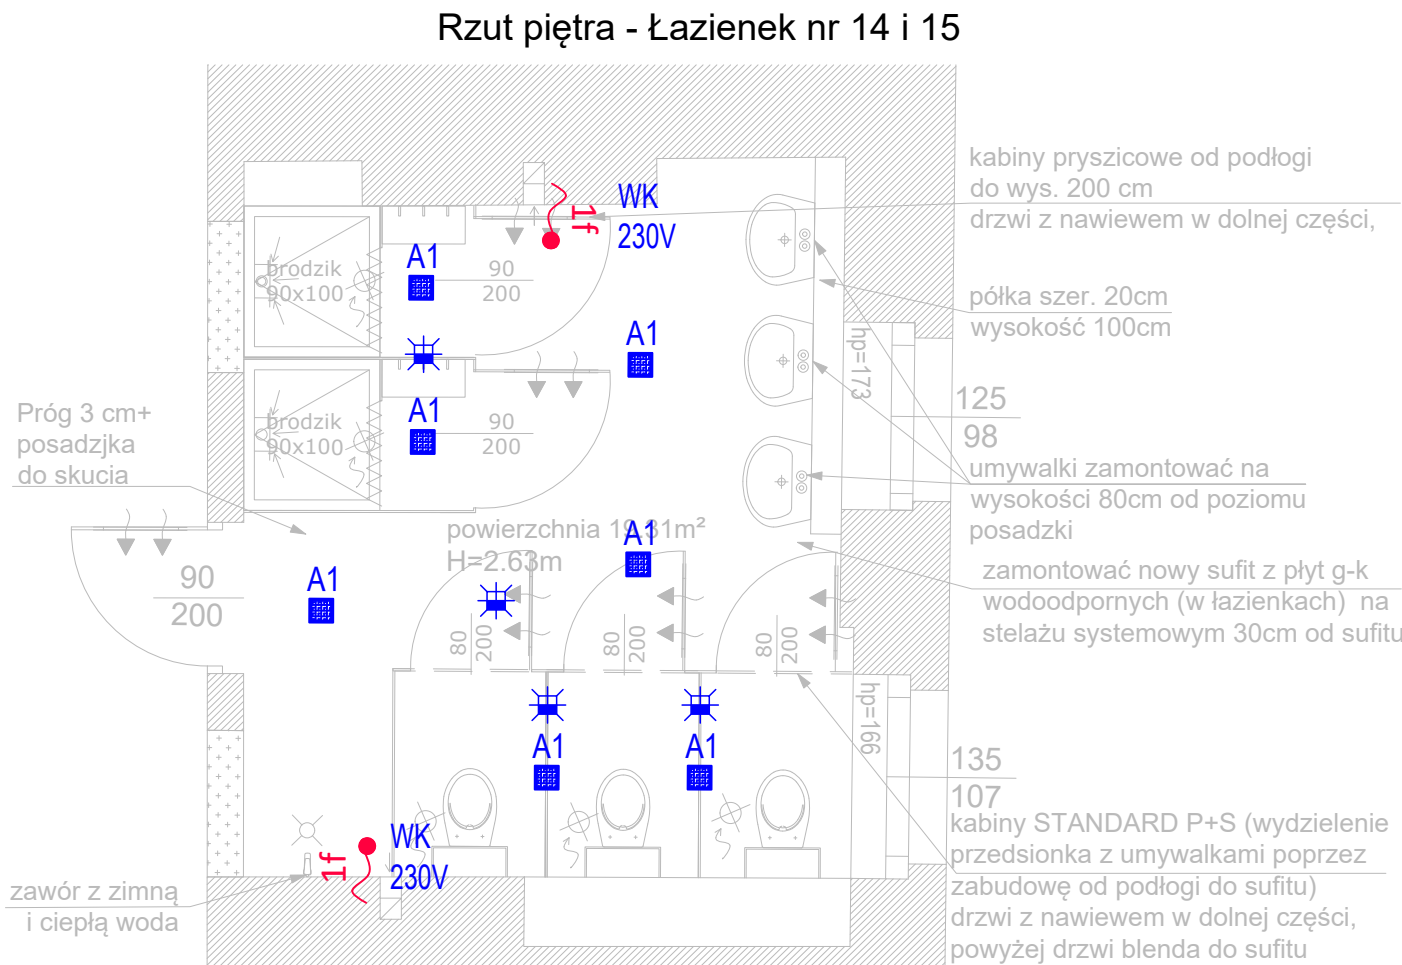 Rzut piętra - Łazienek nr 14 i 15
kabiny pryszicowe od podłogi
do wys. 200 cm
drzwi z nawiewem w dolnej części,
WK
230V
1f
A1
90
200
brodzik
90x100
półka szer. 20cm
wysokość 100cm
A1
hp=173
125
98
A1
90
200
brodzik
90x100
Próg 3 cm+
posadzjka
do skucia
umywalki zamontować na
wysokości 80cm od poziomu
posadzki
powierzchnia 19.81m²
H=2.63m
A1
A1
90
200
zamontować nowy sufit z płyt g-k
wodoodpornych (w łazienkach) na
stelażu systemowym 30cm od sufitu
80
200
80
200
80
200
hp=166
A1
A1
135
107
kabiny STANDARD P+S (wydzielenie
przedsionka z umywalkami poprzez
zabudowę od podłogi do sufitu)
drzwi z nawiewem w dolnej części,
powyżej drzwi blenda do sufitu
WK
230V
1f
zawór z zimną
i ciepłą woda